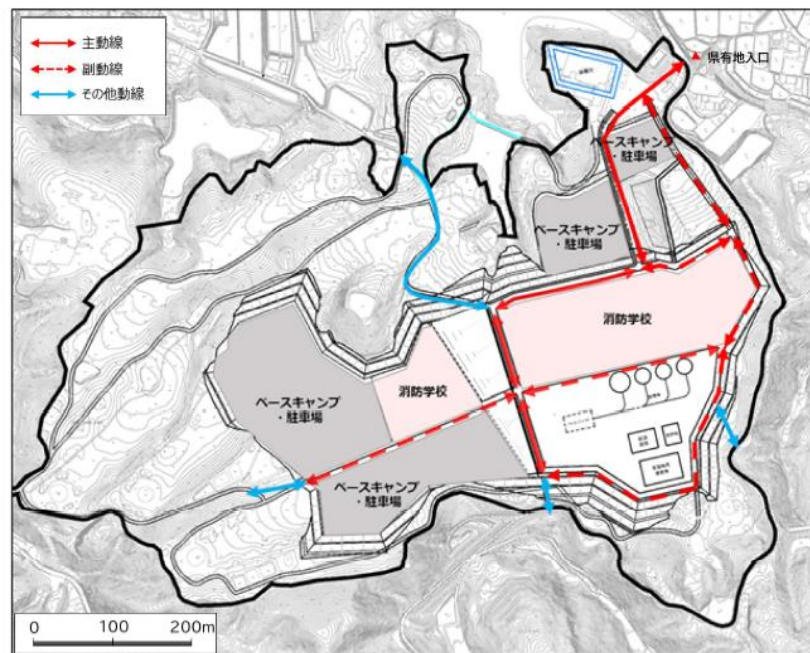 主動線
副動線
その他動線
県有地入口
ベースキャンプ
・駐車場
ベースキャンプ
・駐車場
消防学校
消防学校
ベースキャンプ
・駐車場
ベースキャンプ
・駐車場
0 100 200m